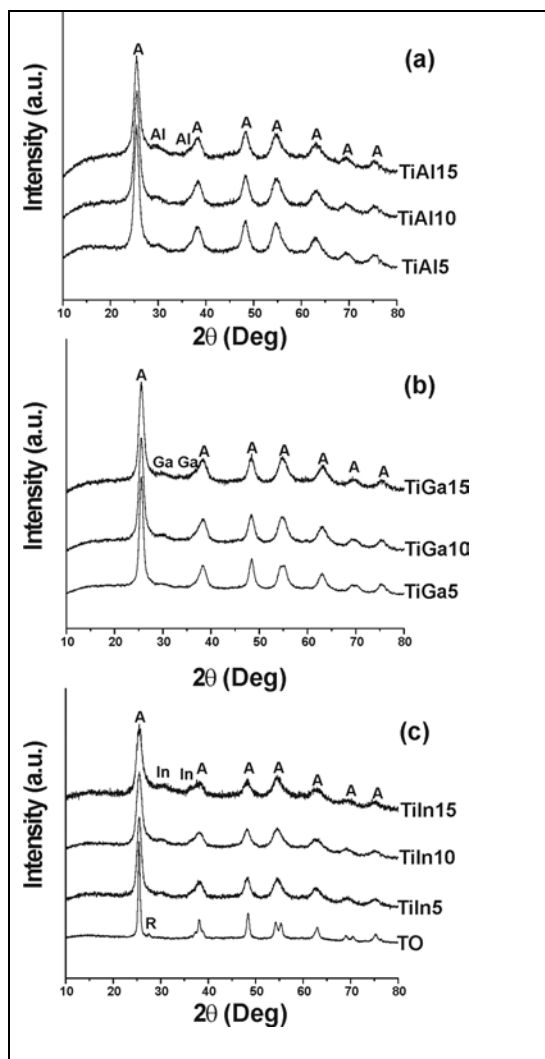 (a)
A
Al Al A A A A A A
TiAl15
TiAl10
TiAl5
Intensity (a.u.)
10 20 30 40 50 60 70 80
2θ (Deg)
(b)
A
Ga Ga A A A A A A
TiGa15
TiGa10
TiGa5
Intensity (a.u.)
10 20 30 40 50 60 70 80
2θ (Deg)
(c)
A
In In A A A A A A
TiIn15
TiIn10
TiIn5
R
TO
Intensity (a.u.)
10 20 30 40 50 60 70 80
2θ (Deg)